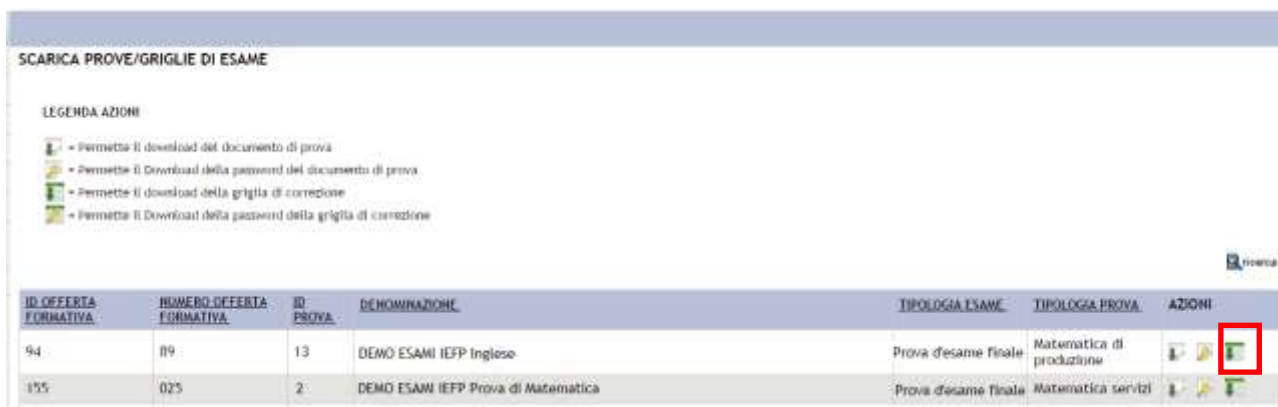 SCARICA PROVE/GRIGLIE DI ESAME
LEGENDA AZIONI
= Permette il download del documento di prova
= Permette il Download della password del documento di prova
= Permette il download della griglia di correzione
= Permette il Download della password della griglia di correzione
ricerca
ID OFFERTA FORMATIVA NUMERO OFFERTA FORMATIVA ID PROVA DENOMINAZIONE TIPOLOGIA ESAME TIPOLOGIA PROVA AZIONI
94 89 13 DEMO ESAMI IEFP Inglese Prova d'esame finale Matematica di produzione
155 025 2 DEMO ESAMI IEFP Prova di Matematica Prova d'esame finale Matematica servizi